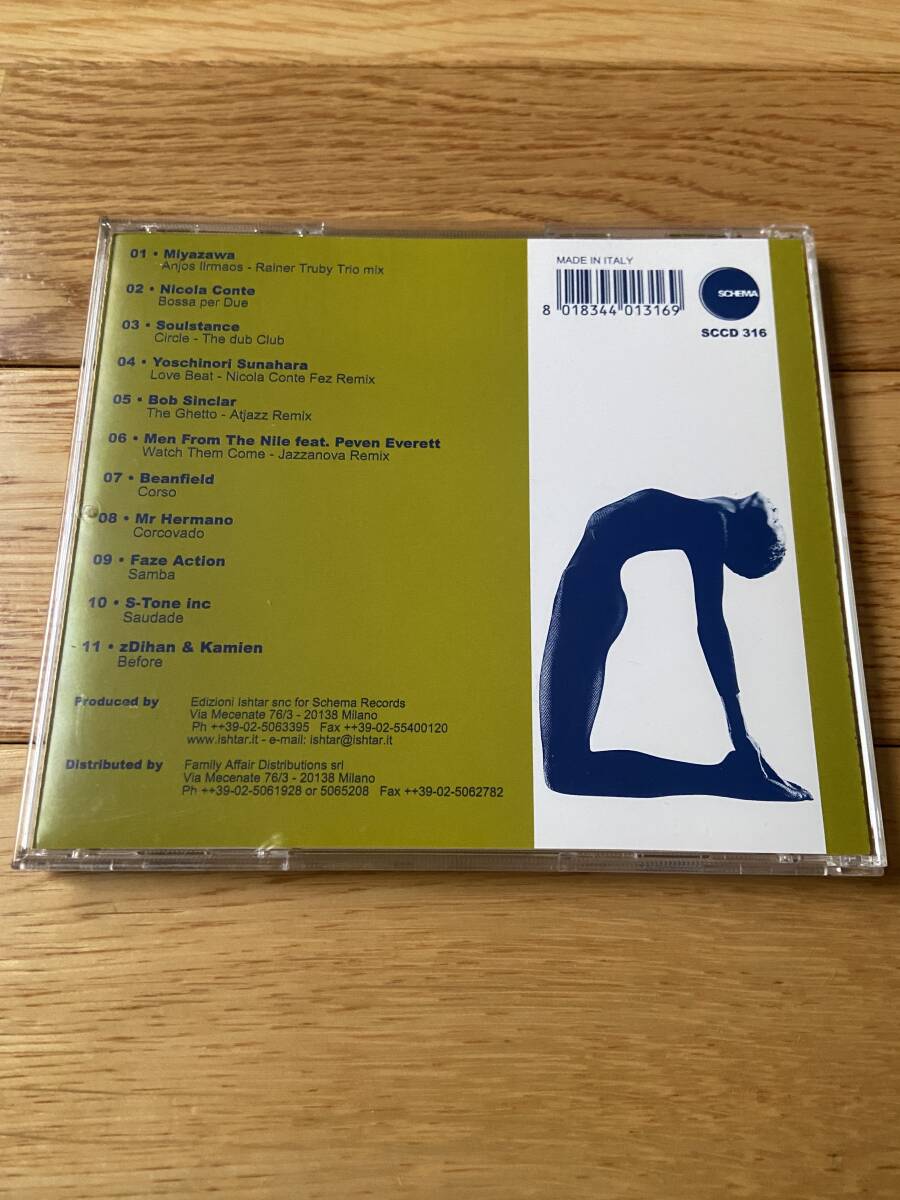 01 • Miyazawa
Anjos Ilrmaos - Rainer Truby Trio mix
02 • Nicola Conte
Bossa per Due
03 • Soulstance
Circle - The dub Club
04 • Yoschinori Sunahara
Love Beat - Nicola Conte Fez Remix
05 • Bob Sinclar
The Ghetto - Atjazz Remix
06 • Men From The Nile feat. Peven Everett
Watch Them Come - Jazzanova Remix
07 • Beanfield
Corso
08 • Mr Hermano
Corcovado
09 • Faze Action
Samba
10 • S-Tone inc
Saudade
11 • zDihan & Kamien
Before
Produced by Edizioni Ishtar snc for Schema Records
Via Mecenate 76/3 - 20138 Milano
Ph ++39-02-5063395 Fax ++39-02-55400120
www.ishtar.it - e-mail: ishtar@ishtar.it
Distributed by Family Affair Distributions srl
Via Mecenate 76/3 - 20138 Milano
Ph ++39-02-5061928 or 5065208 Fax ++39-02-5062782
MADE IN ITALY
8 018344 013169
SCHEMA
SCCD 316